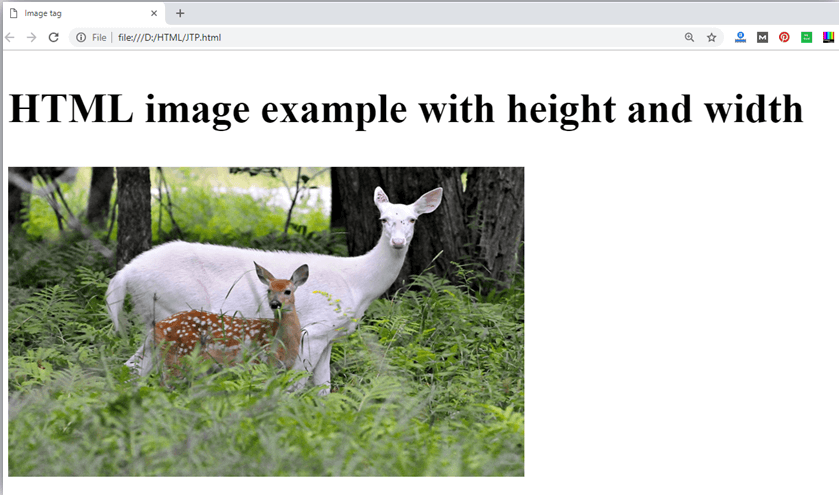 Image tag
File file:///D:/HTML/JTP.html
HTML image example with height and width